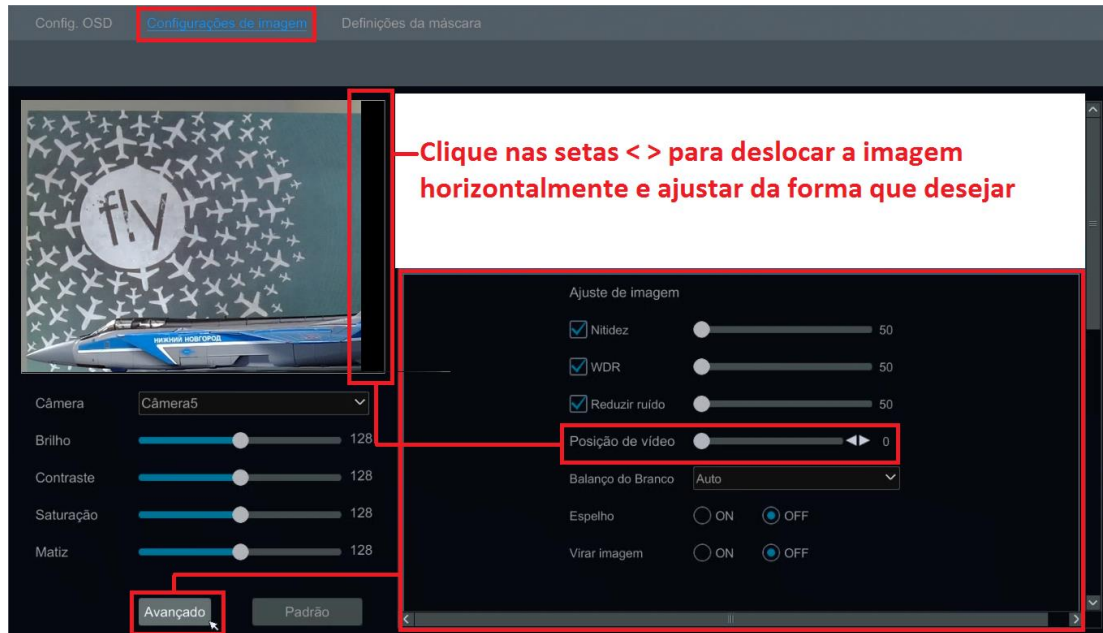 Config. OSD
Configurações de imagem
Definições da máscara
fly
НИЖНИЙ НОВГОРОД
Clique nas setas < > para deslocar a imagem
horizontalmente e ajustar da forma que desejar
Câmera Câmera5
Brilho 128
Contraste 128
Saturação 128
Matiz 128
Avançado Padrão
Ajuste de imagem
Nitidez 50
WDR 50
Reduzir ruído 50
Posição de vídeo 0
Balanço do Branco Auto
Espelho ON OFF
Virar imagem ON OFF